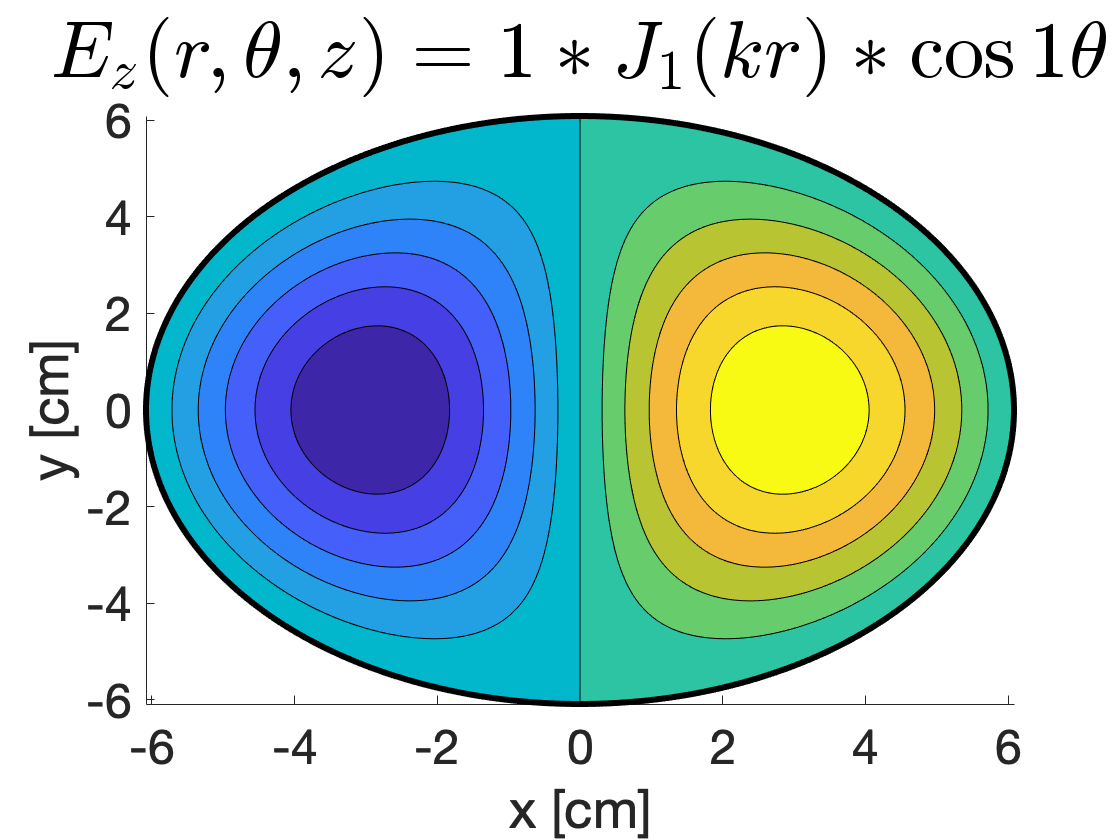 E_z(r, θ, z) = 1 * J_1(kr) * cos 1θ
6
4
2
0
-2
-4
-6
y [cm]
-6 -4 -2 0 2 4 6
x [cm]